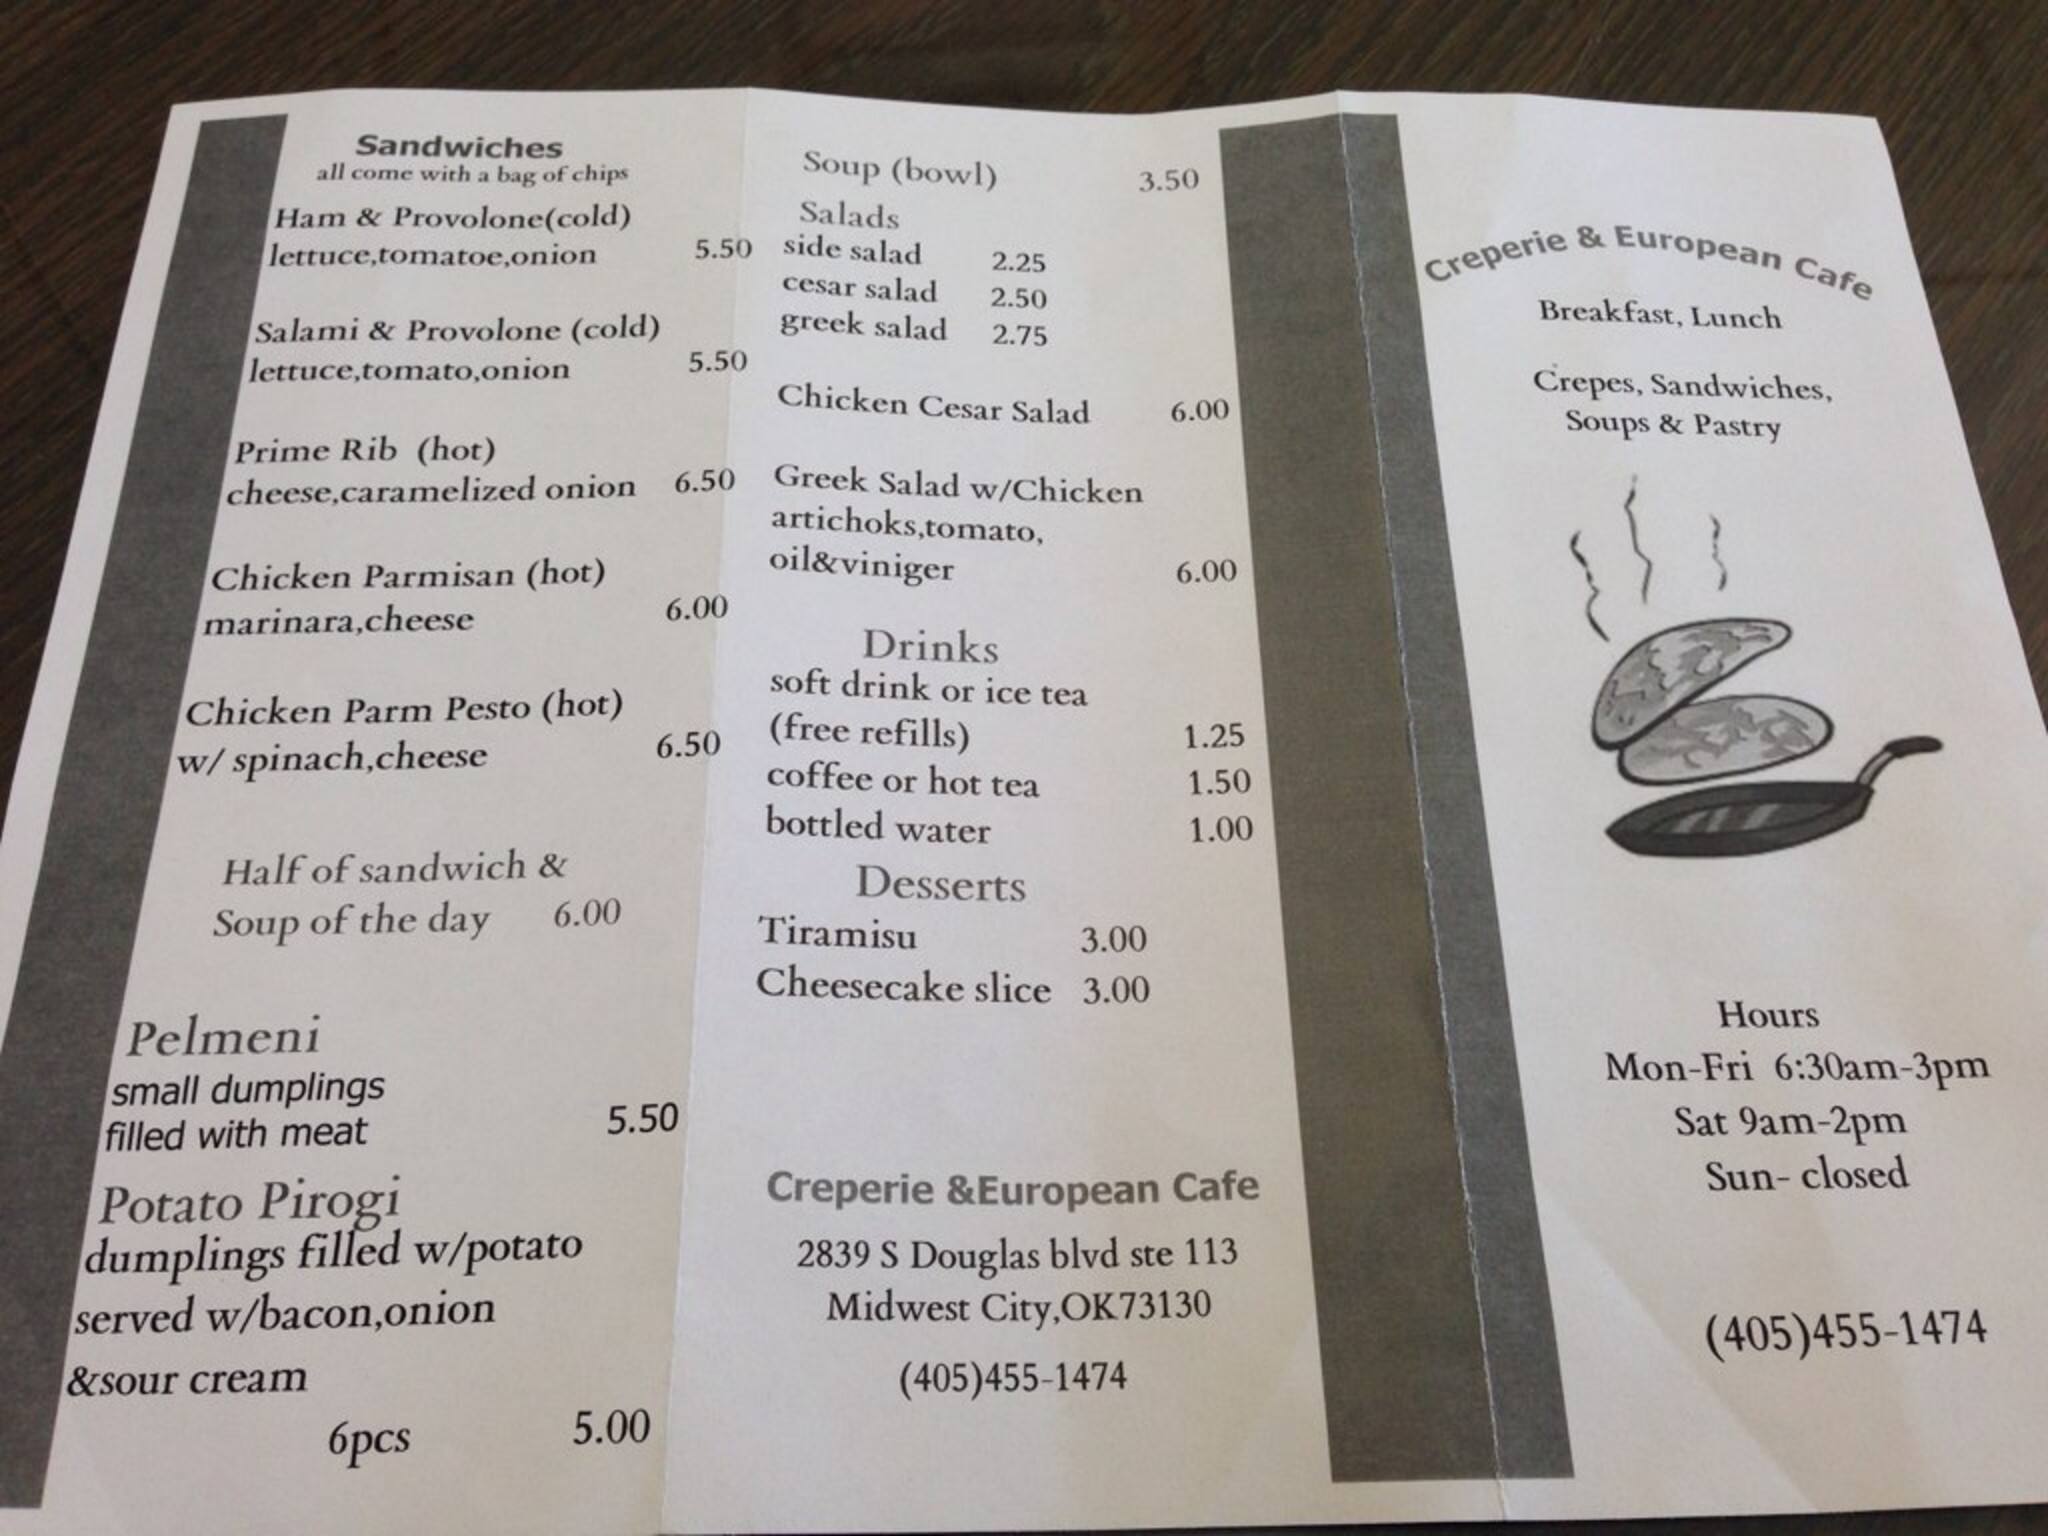 Sandwiches
all come with a bag of chips
Ham & Provolone(cold)
lettuce,tomatoe,onion 5.50
Salami & Provolone (cold)
lettuce,tomato,onion 5.50
Prime Rib (hot)
cheese,caramelized onion 6.50
Chicken Parmisan (hot)
marinara,cheese 6.00
Chicken Parm Pesto (hot)
w/ spinach,cheese 6.50
Half of sandwich &
Soup of the day 6.00
Pelmeni
small dumplings
filled with meat 5.50
Potato Pirogi
dumplings filled w/potato
served w/bacon,onion
&sour cream
6pcs 5.00
Soup (bowl) 3.50
Salads
side salad 2.25
cesar salad 2.50
greek salad 2.75
Chicken Cesar Salad 6.00
Greek Salad w/Chicken
artichoks,tomato,
oil&viniger 6.00
Drinks
soft drink or ice tea
(free refills) 1.25
coffee or hot tea 1.50
bottled water 1.00
Desserts
Tiramisu 3.00
Cheesecake slice 3.00
Creperie &European Cafe
2839 S Douglas blvd ste 113
Midwest City,OK73130
(405)455-1474
Creperie & European Cafe
Breakfast, Lunch
Crepes, Sandwiches,
Soups & Pastry
Hours
Mon-Fri 6:30am-3pm
Sat 9am-2pm
Sun- closed
(405)455-1474